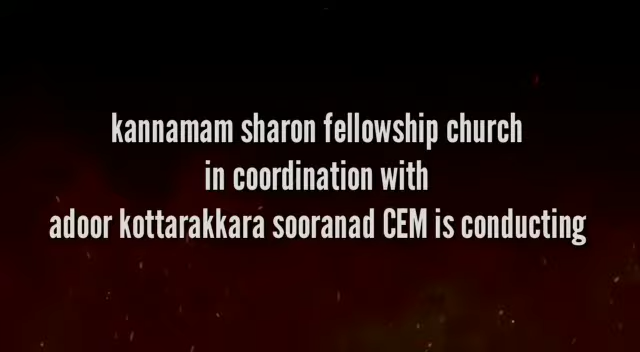 kannamam sharon fellowship church
in coordination with
adoor kottarakkara sooranad CEM is conducting